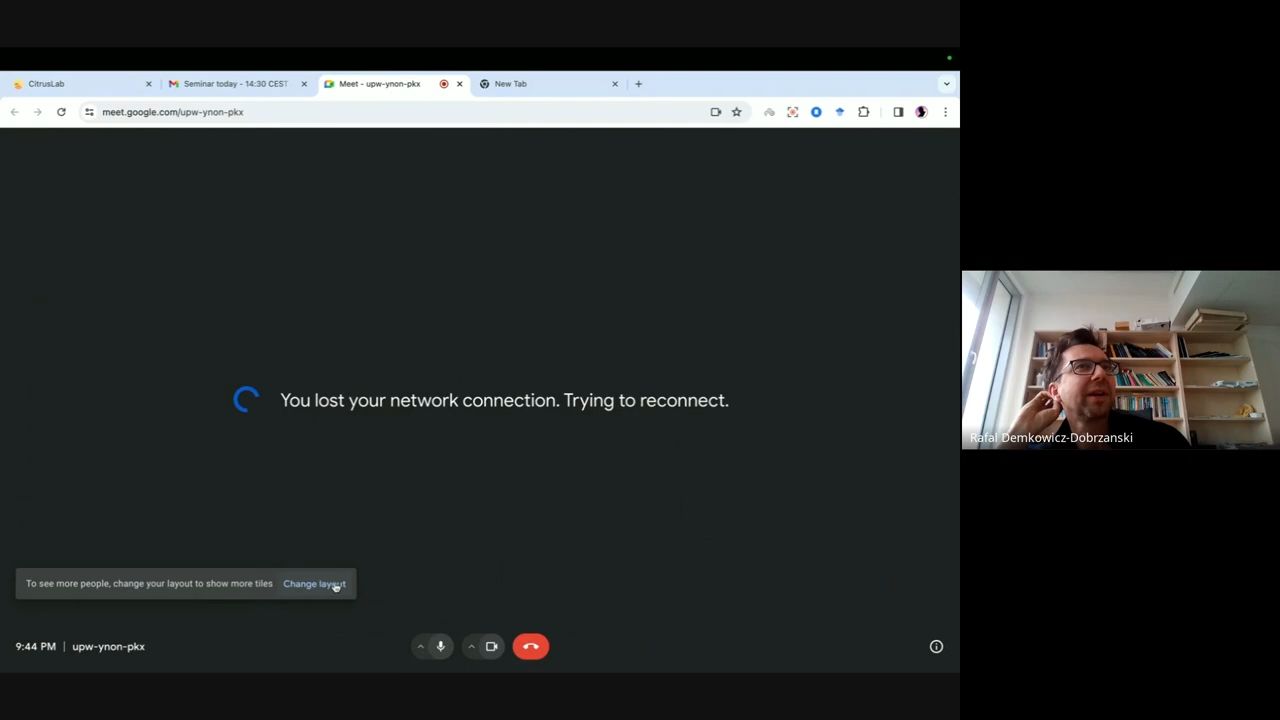 CitrusLab
Seminar today - 14:30 CEST
Meet - upw-ynon-pkx
New Tab
meet.google.com/upw-ynon-pkx
You lost your network connection. Trying to reconnect.
Rafal Demkowicz-Dobrzanski
To see more people, change your layout to show more tiles Change layout
9:44 PM | upw-ynon-pkx